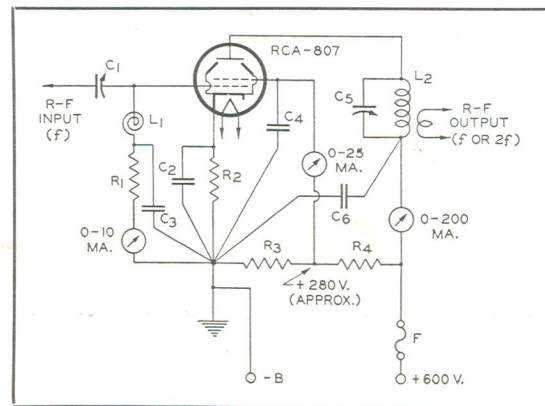 RCA-807
C1
R-F
INPUT
(f)
L1
C4
C5
L2
R-F
OUTPUT
(f OR 2f)
0-25
MA.
R1
C2
R2
C3
C6
0-200
MA.
0-10
MA.
R3
R4
+280 V.
(APPROX.)
F
-B
+600 V.